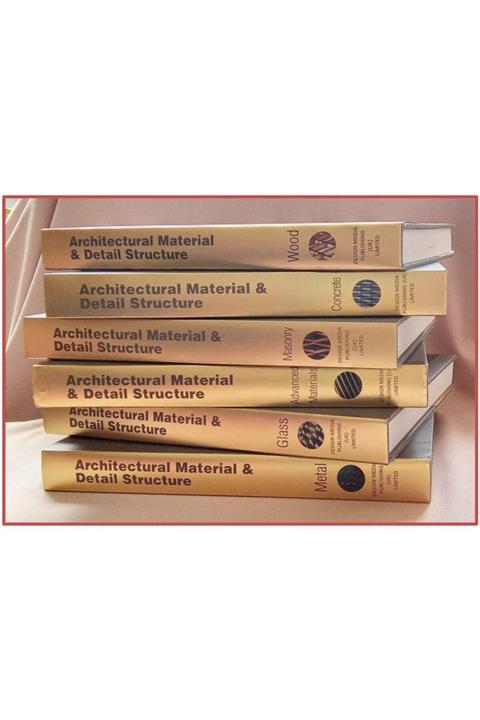 Architectural Material
& Detail Structure
Wood
DESIGN MEDIA
PUBLISHING
(UK)
LIMITED
Architectural Material &
Detail Structure
Concrete
DESIGN MEDIA
PUBLISHING (UK)
LIMITED
Architectural Material &
Detail Structure
Masonry
DESIGN MEDIA
PUBLISHING
(UK)
LIMITED
Architectural Material
& Detail Structure
Advanced
Materials
DESIGN MEDIA
PUBLISHING
LIMITED
Architectural Material &
Detail Structure
Glass
DESIGN MEDIA
PUBLISHING
(UK)
LIMITED
Architectural Material &
Detail Structure
Metal
DESIGN MEDIA
PUBLISHING
(UK)
LIMITED